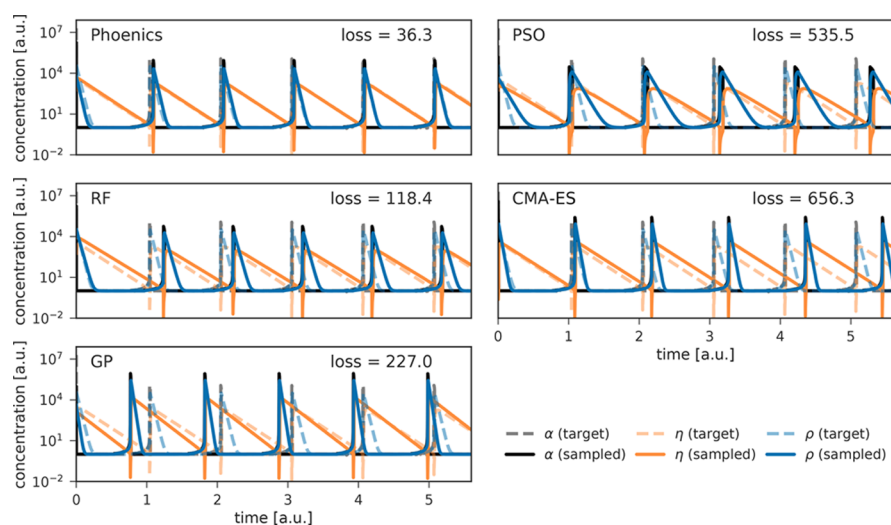 Phoenics loss = 36.3
concentration [a.u.]
10⁷
10⁴
10¹
10⁻²
PSO loss = 535.5
RF loss = 118.4
concentration [a.u.]
10⁷
10⁴
10¹
10⁻²
CMA-ES loss = 656.3
0 1 2 3 4 5
time [a.u.]
GP loss = 227.0
concentration [a.u.]
10⁷
10⁴
10¹
10⁻²
0 1 2 3 4 5
time [a.u.]
α (target) η (target) ρ (target)
α (sampled) η (sampled) ρ (sampled)